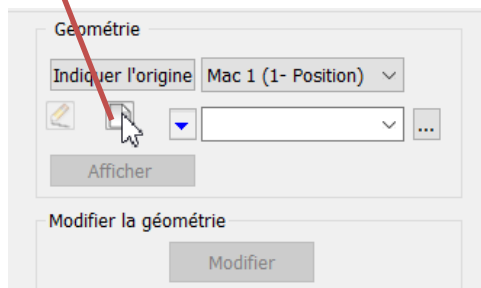 Géométrie
Indiquer l'origine Mac 1 (1- Position)
...
Afficher
Modifier la géométrie
Modifier